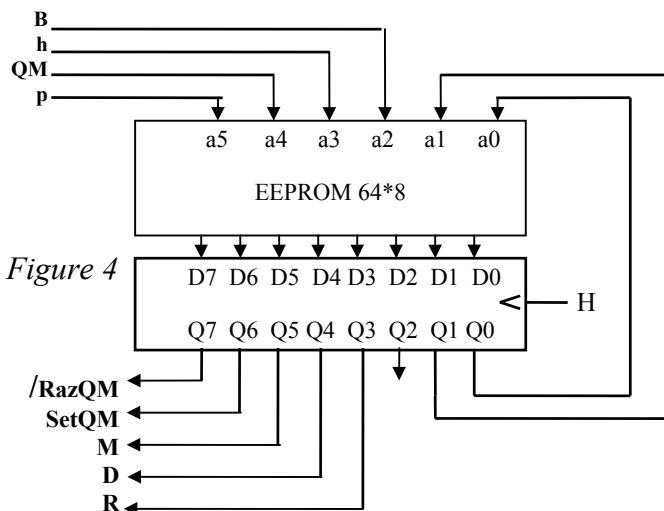 B
h
QM
p
a5 a4 a3 a2 a1 a0
EEPROM 64*8
Figure 4
D7 D6 D5 D4 D3 D2 D1 D0
H
Q7 Q6 Q5 Q4 Q3 Q2 Q1 Q0
/RazQM
SetQM
M
D
R